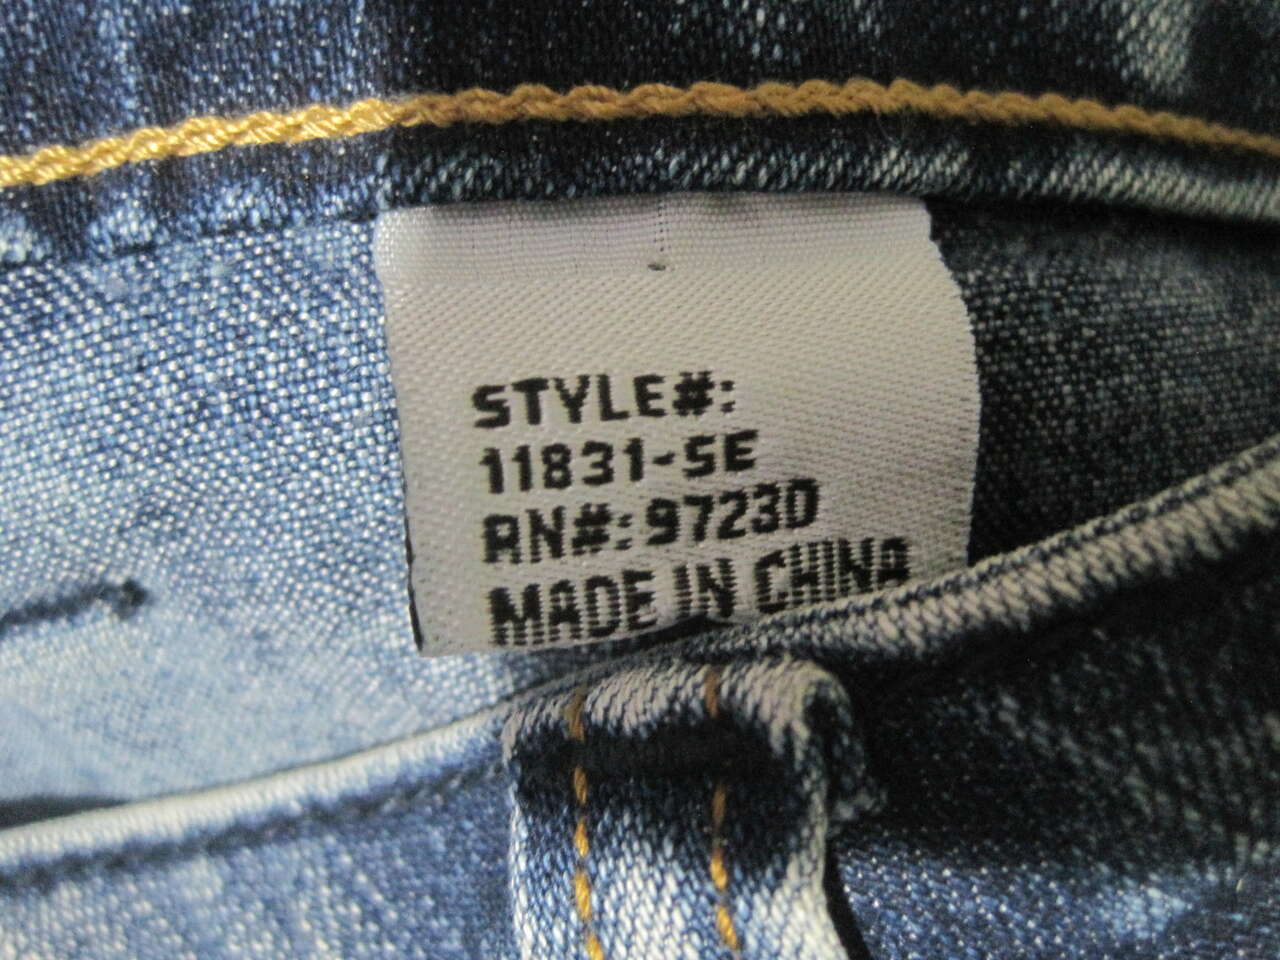 STYLE#:
11831-SE
RN#:97230
MADE IN CHINA